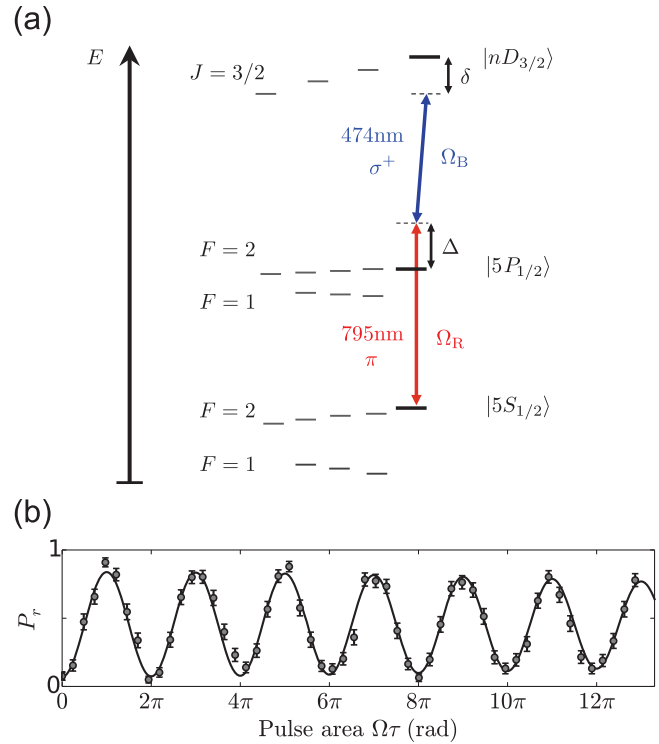 (a)
E
J = 3/2
|nD3/2⟩
δ
474nm
σ+
ΩB
F = 2
Δ
|5P1/2⟩
F = 1
795nm
π
ΩR
F = 2
|5S1/2⟩
F = 1
(b)
1
Pr
0
0 2π 4π 6π 8π 10π 12π
Pulse area Ωτ (rad)